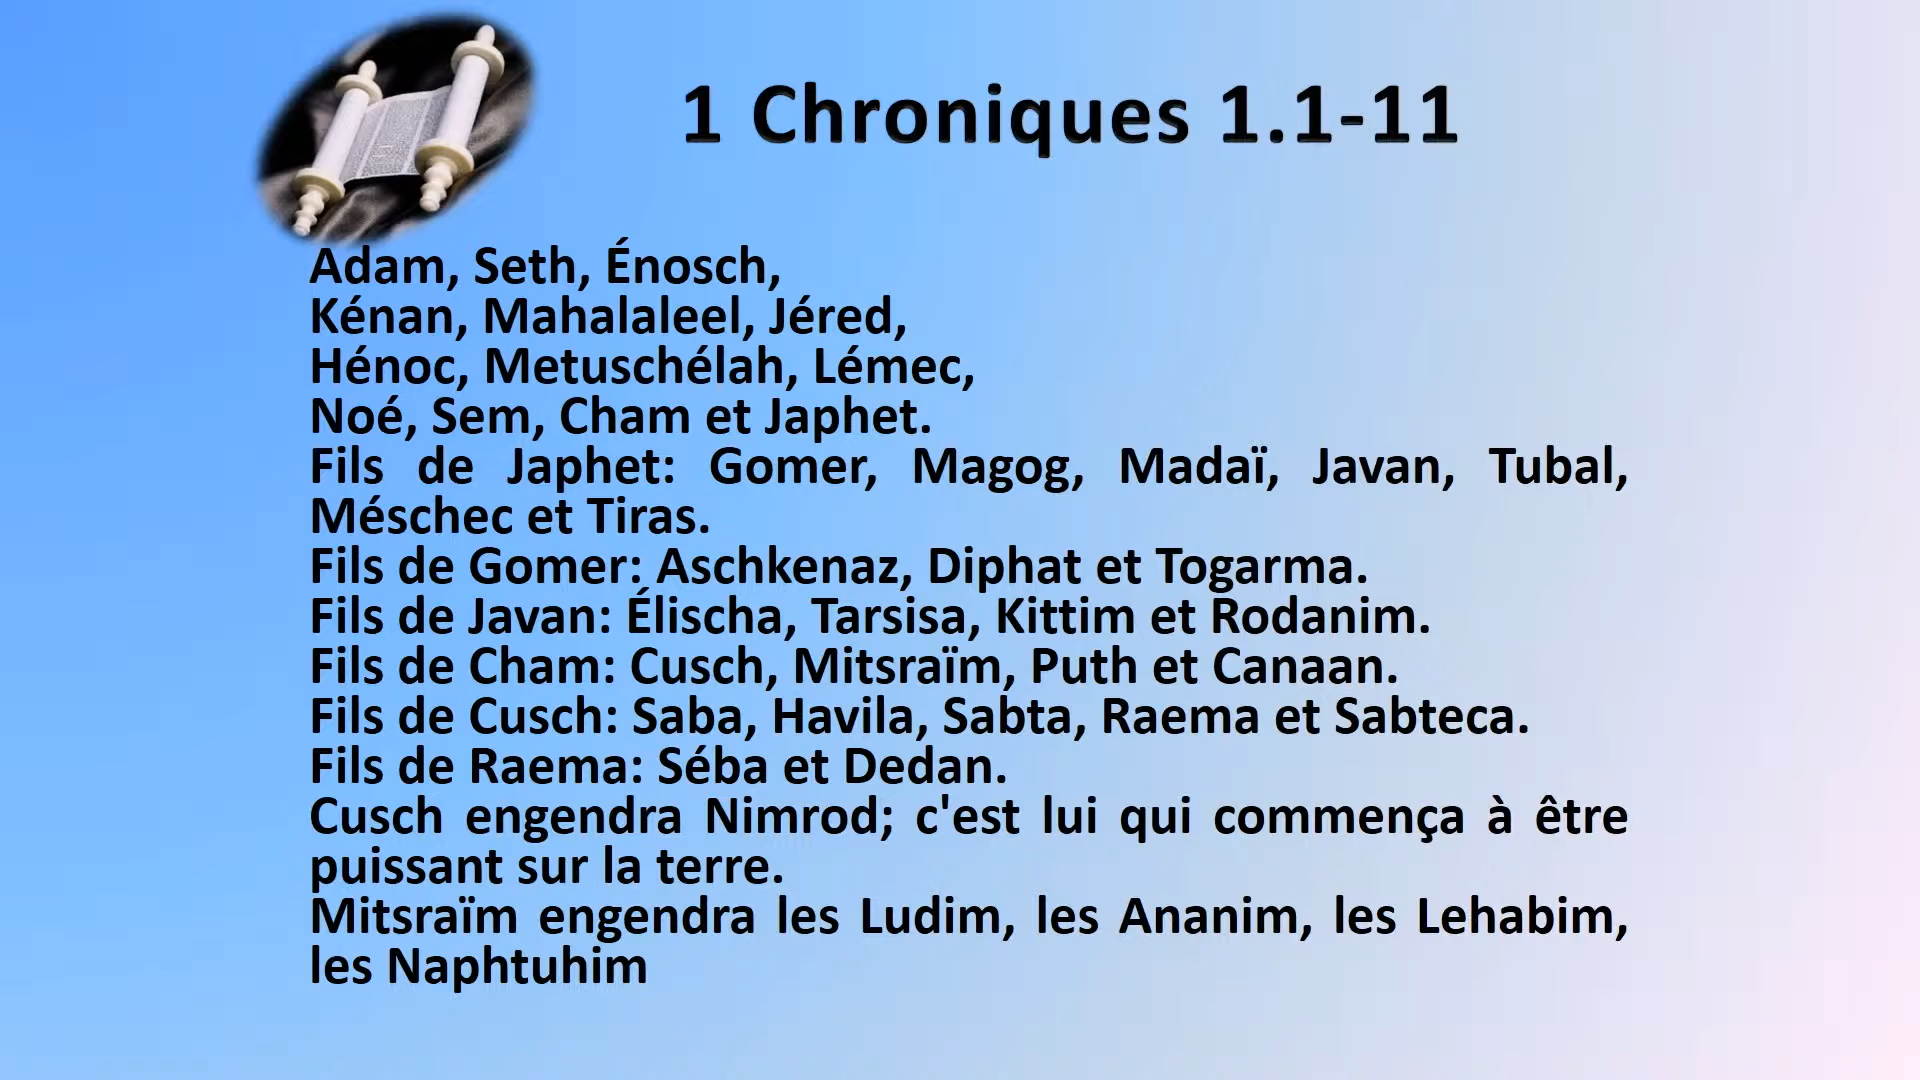 1 Chroniques 1.1-11
Adam, Seth, Énosch,
Kénan, Mahalaleel, Jéred,
Hénoc, Metuschélah, Lémec,
Noé, Sem, Cham et Japhet.
Fils de Japhet: Gomer, Magog, Madaï, Javan, Tubal,
Méschec et Tiras.
Fils de Gomer: Aschkenaz, Diphat et Togarma.
Fils de Javan: Élischa, Tarsisa, Kittim et Rodanim.
Fils de Cham: Cusch, Mitsraïm, Puth et Canaan.
Fils de Cusch: Saba, Havila, Sabta, Raema et Sabteca.
Fils de Raema: Séba et Dedan.
Cusch engendra Nimrod; c'est lui qui commença à être
puissant sur la terre.
Mitsraïm engendra les Ludim, les Ananim, les Lehabim,
les Naphtuhim